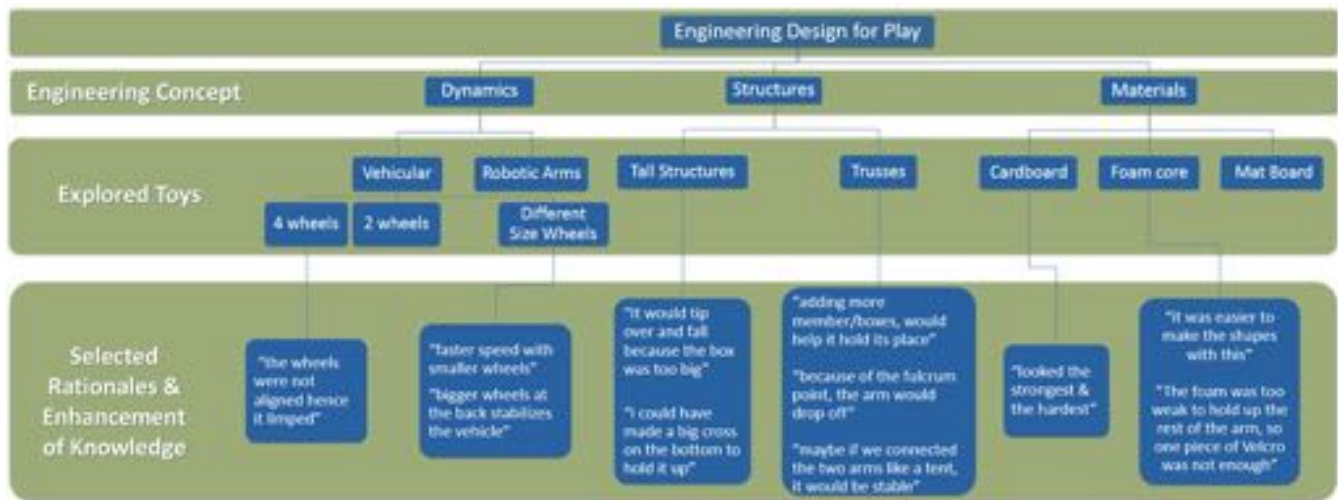 Engineering Design for Play
Engineering Concept
Dynamics
Structures
Materials
Explored Toys
Vehicular
Robotic Arms
Tall Structures
Trusses
Cardboard
Foam core
Mat Board
4 wheels
2 wheels
Different
Size Wheels
Selected
Rationales &
Enhancement
of Knowledge
"the wheels
were not
aligned hence
it limped"
"faster speed with
smaller wheels"
"bigger wheels at
the back stabilizes
the vehicle"
"it would tip
over and fall
because the box
was too big"
"i could have
made a big cross
on the bottom to
hold it up"
"adding more
member/boxes, would
help it hold its place"
"because of the fulcrum
point, the arm would
drop off"
"maybe if we connected
the two arms like a tent,
it would be stable"
"looked the
strongest &
the hardest"
"it was easier to
make the shapes
with this"
"The foam was too
weak to hold up the
rest of the arm, so
one piece of Velcro
was not enough"